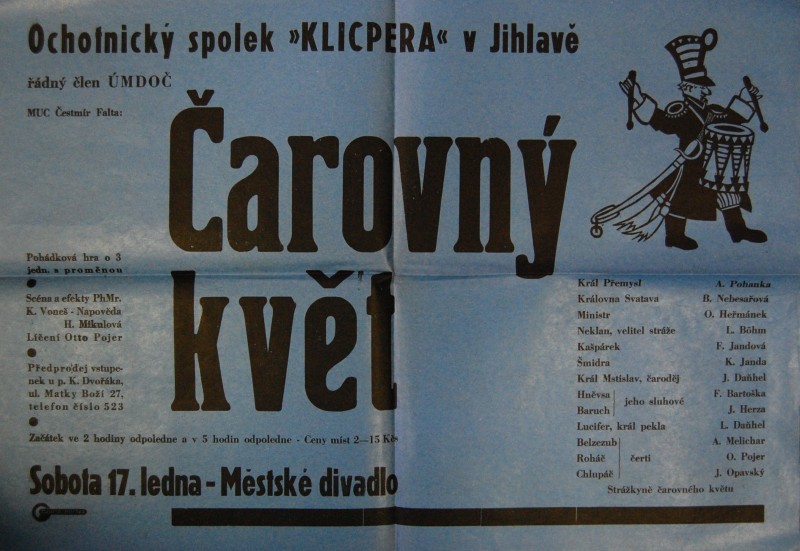 Ochotnický spolek »KLICPERA« v Jihlavě
řádný člen ÚMDOČ
MUC Čestmír Falta:
Čarovný
květ
Pohádková hra o 3
jedn. s proměnou
Scéna a efekty PhMr.
K. Voneš - Napověda
H. Mikulová
Líčení Otto Pojer
Předprodej vstupe-
nek u p. K. Dvořáka,
ul. Matky Boží 27,
telefon číslo 523
Začátek ve 2 hodiny odpoledne a v 5 hodin odpoledne - Ceny míst 2—15 Kčs
Sobota 17. ledna - Městské divadlo
Král Přemysl A. Pohanka
Královna Svatava B. Nebesařová
Ministr O. Heřmánek
Neklan, velitel stráže L. Böhm
Kašpárek F. Jandová
Šmidra K. Janda
Král Mstislav, čaroděj J. Daňhel
Hněvsa F. Bartoška
jeho sluhové
Baruch J. Herza
Lucifer, král pekla L. Daňhel
Belzezub A. Melichar
Roháč čerti O. Pojer
Chlupáč J. Opavský
Strážkyně čarovného květu